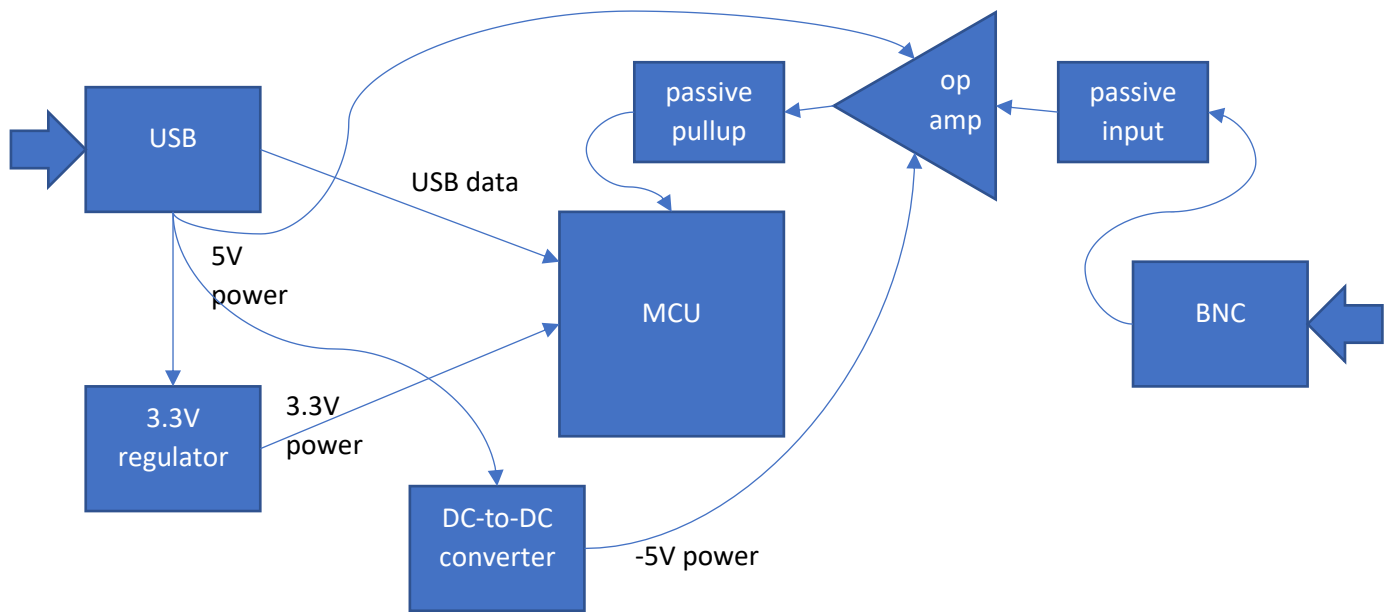 USB
passive
pullup
op
amp
passive
input
USB data
5V
power
MCU
BNC
3.3V
regulator
3.3V
power
DC-to-DC
converter
-5V power